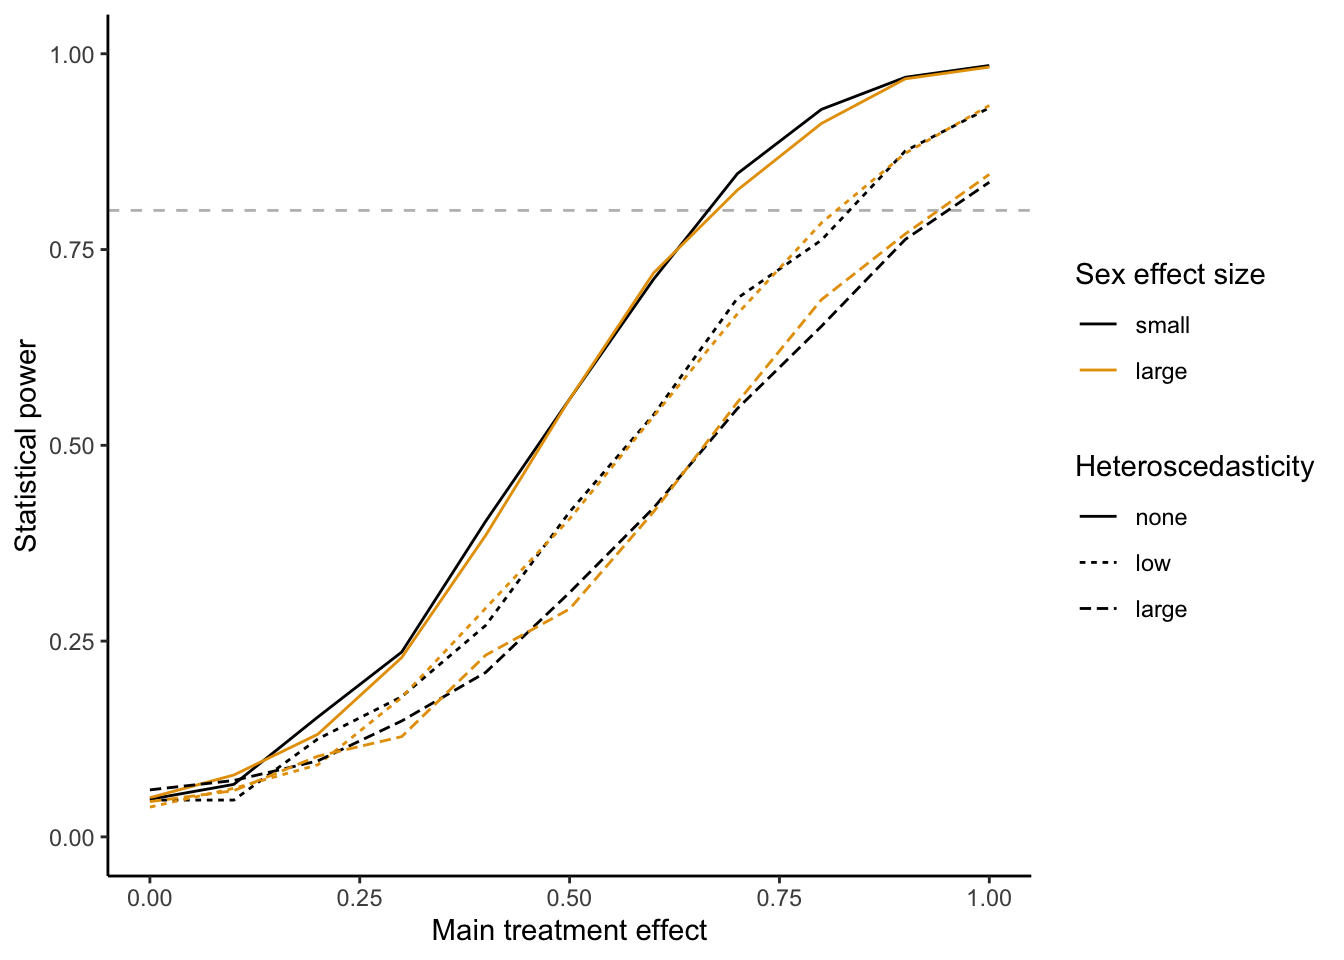 1.00
0.75
0.50
0.25
0.00
Statistical power
0.00 0.25 0.50 0.75 1.00
Main treatment effect
Sex effect size
small
large
Heteroscedasticity
none
low
large